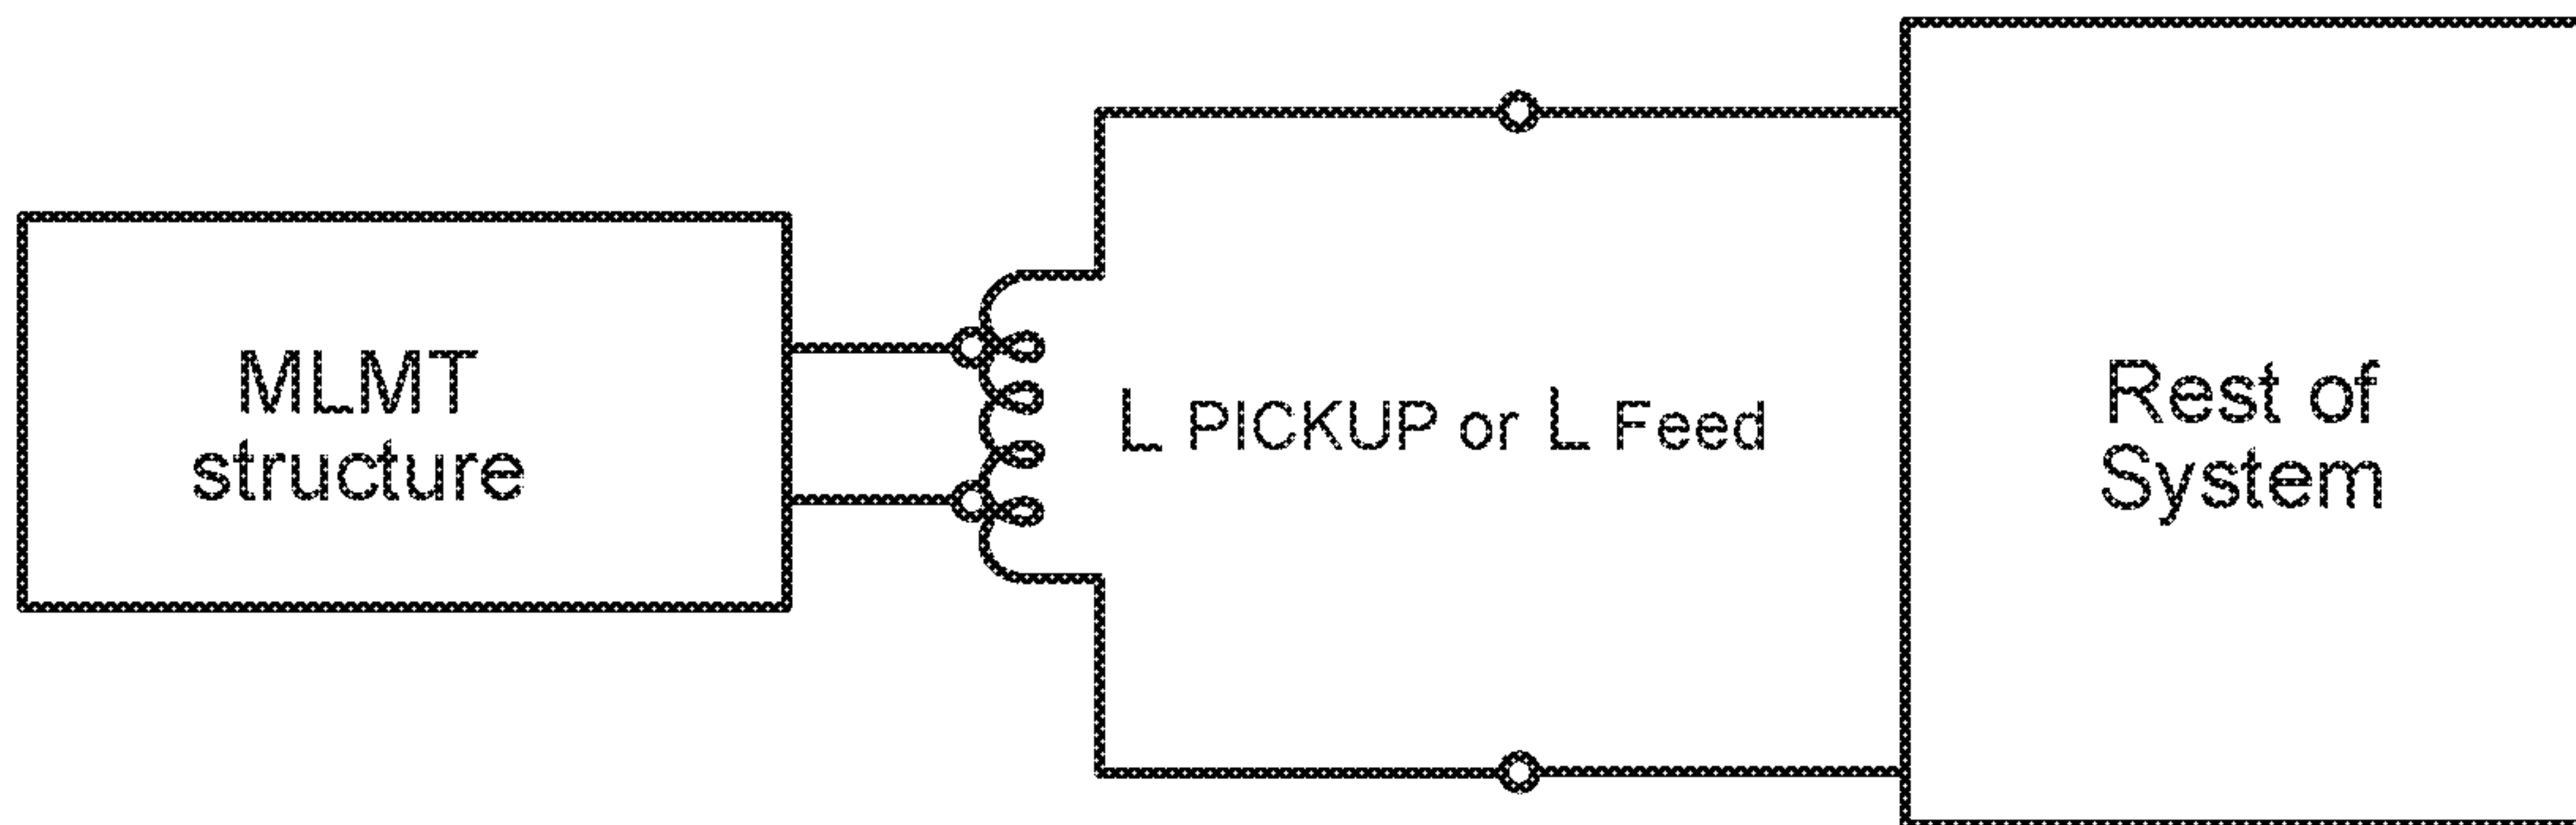 MLMT
structure
L PICKUP or L Feed
Rest of
System